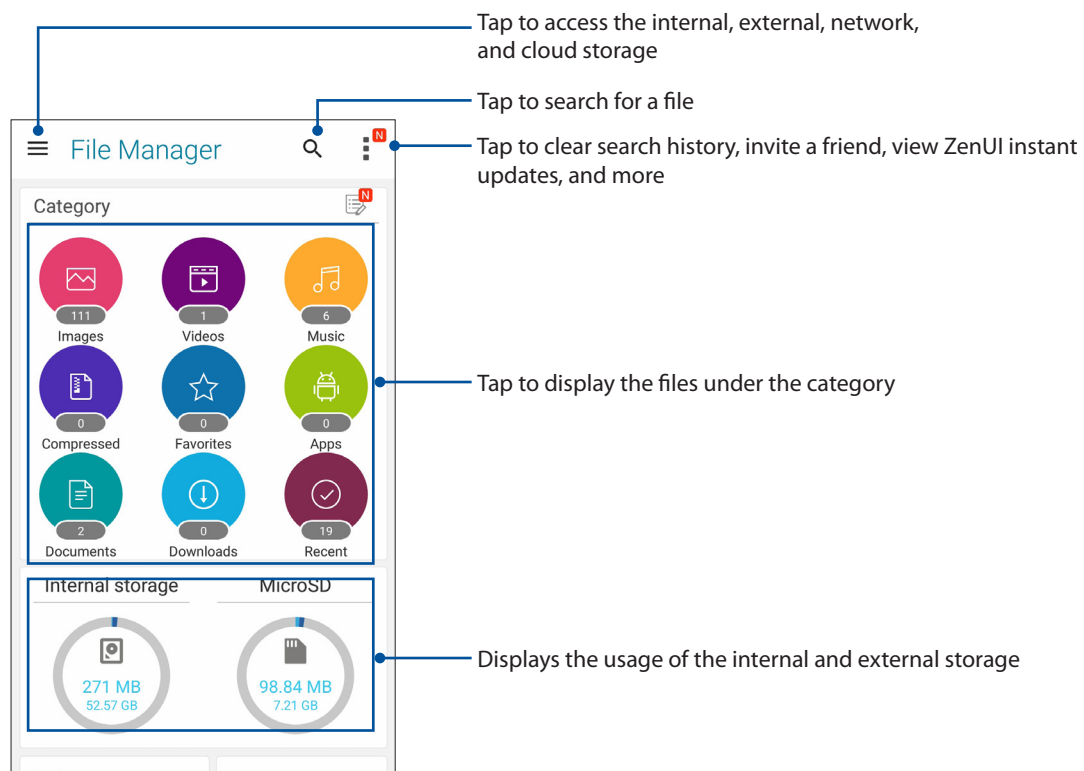 Tap to access the internal, external, network,
and cloud storage
Tap to search for a file
Tap to clear search history, invite a friend, view ZenUI instant
updates, and more
File Manager
N
Category
N
111
1
6
Images
Videos
Music
0
0
0
Compressed
Favorites
Apps
2
0
19
Documents
Downloads
Recent
Tap to display the files under the category
Internal storage
MicroSD
271 MB
52.57 GB
98.84 MB
7.21 GB
Displays the usage of the internal and external storage